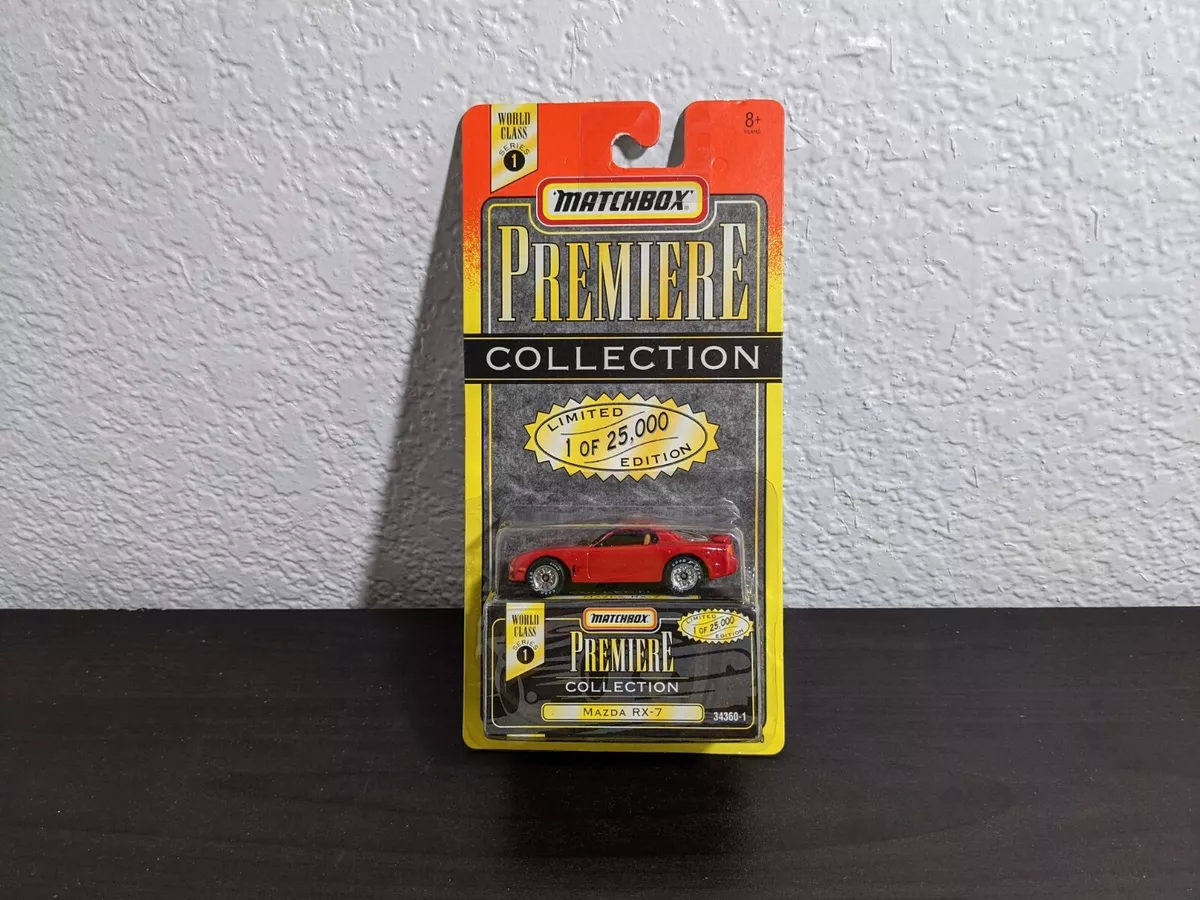 WORLD
CLASS
SERIES
1
8+
YEARS
MATCHBOX
PREMIERE
COLLECTION
LIMITED
1 OF 25,000
EDITION
WORLD
CLASS
SERIES
1
MATCHBOX
PREMIERE
COLLECTION
LIMITED
1 OF 25,000
EDITION
MAZDA RX-7
34360-1